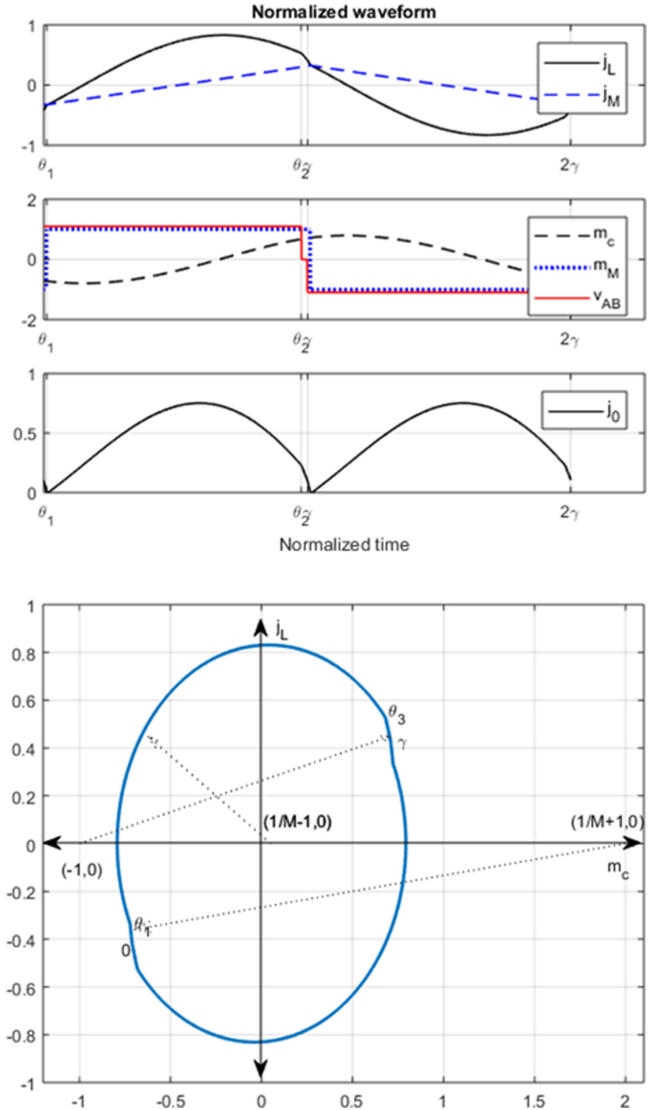 Normalized waveform
1
0
-1
j_L
j_M
θ_1
θ_2
γ
2γ
2
0
-2
m_c
m_M
v_AB
θ_1
θ_2
γ
2γ
1
0.5
0
j_0
θ_1
θ_2
γ
2γ
Normalized time
1
0.8
0.6
0.4
0.2
0
-0.2
-0.4
-0.6
-0.8
-1
j_L
θ_3
γ
(1/M-1,0)
(1/M+1,0)
(-1,0)
m_c
θ_1
0
-1
-0.5
0
0.5
1
1.5
2